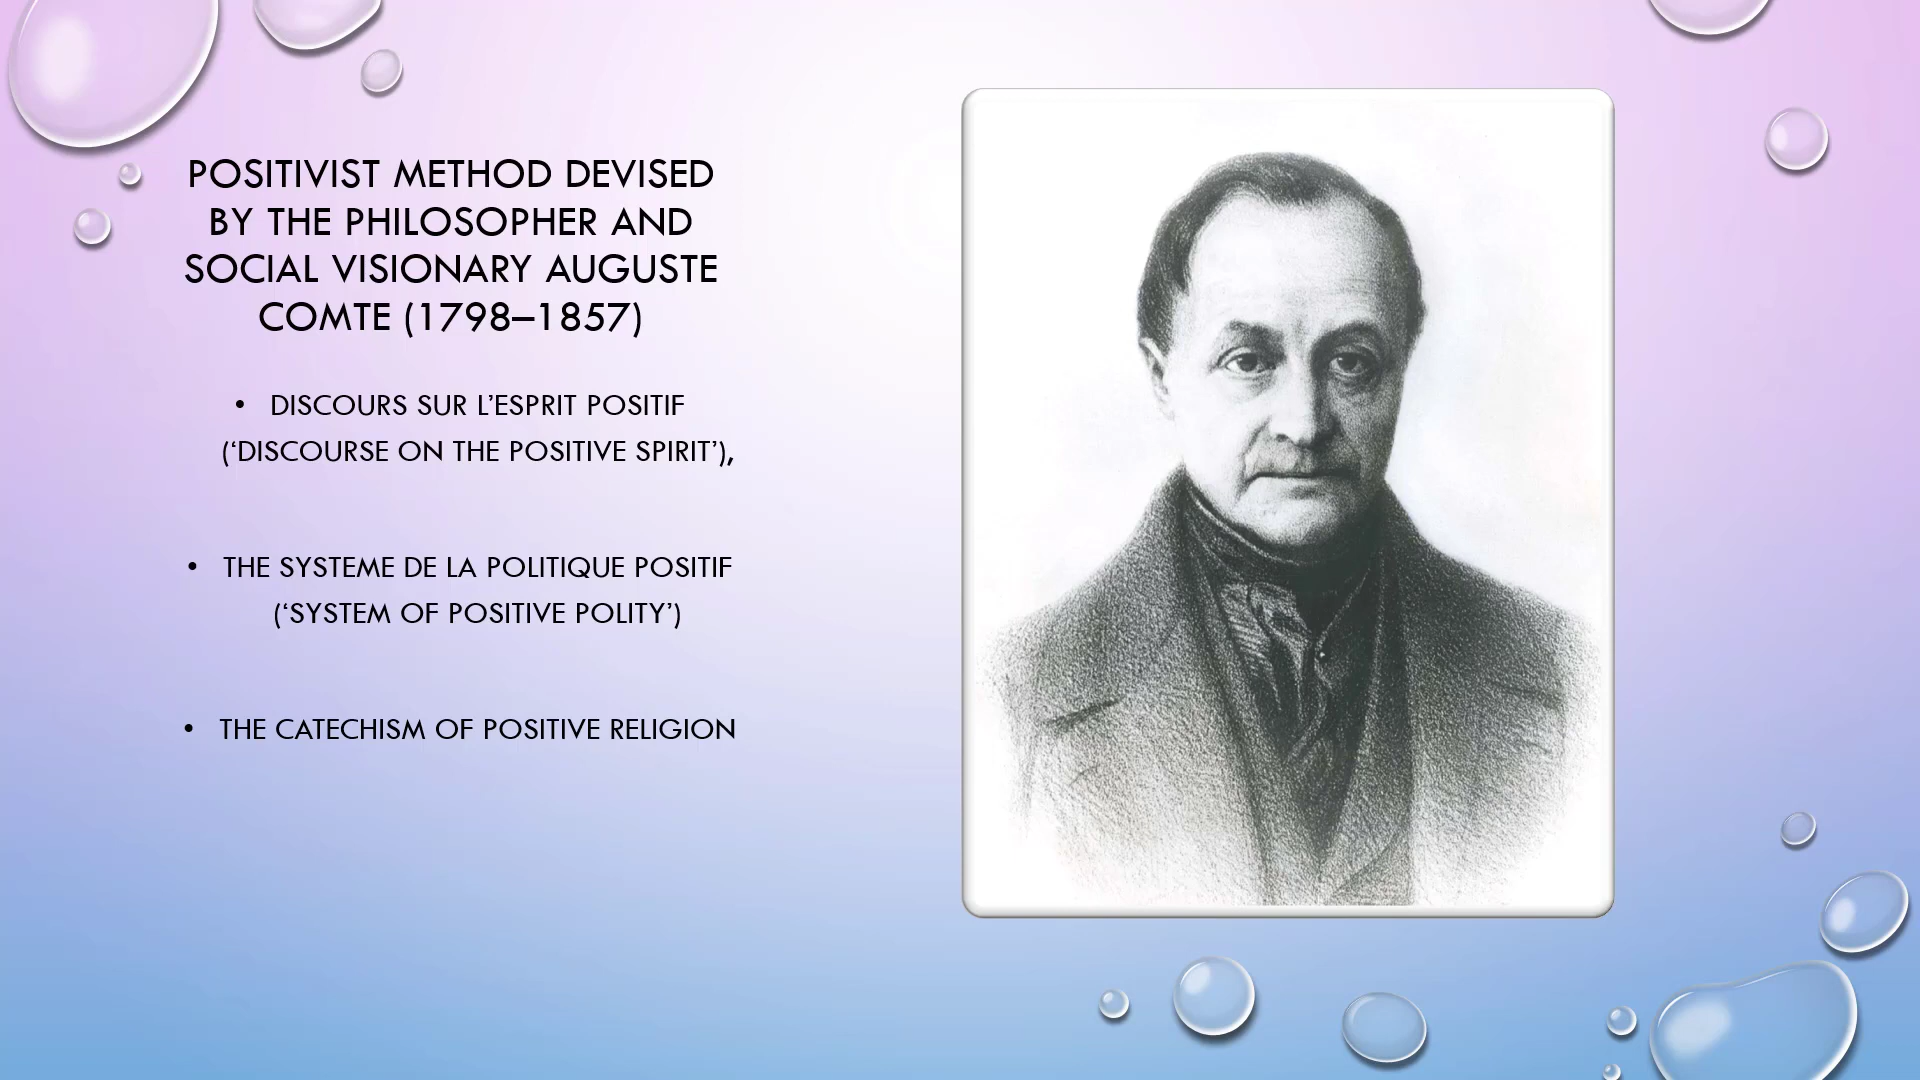 POSITIVIST METHOD DEVISED
BY THE PHILOSOPHER AND
SOCIAL VISIONARY AUGUSTE
COMTE (1798–1857)
• DISCOURS SUR L’ESPRIT POSITIF
(‘DISCOURSE ON THE POSITIVE SPIRIT’),
• THE SYSTEME DE LA POLITIQUE POSITIF
(‘SYSTEM OF POSITIVE POLITY’)
• THE CATECHISM OF POSITIVE RELIGION